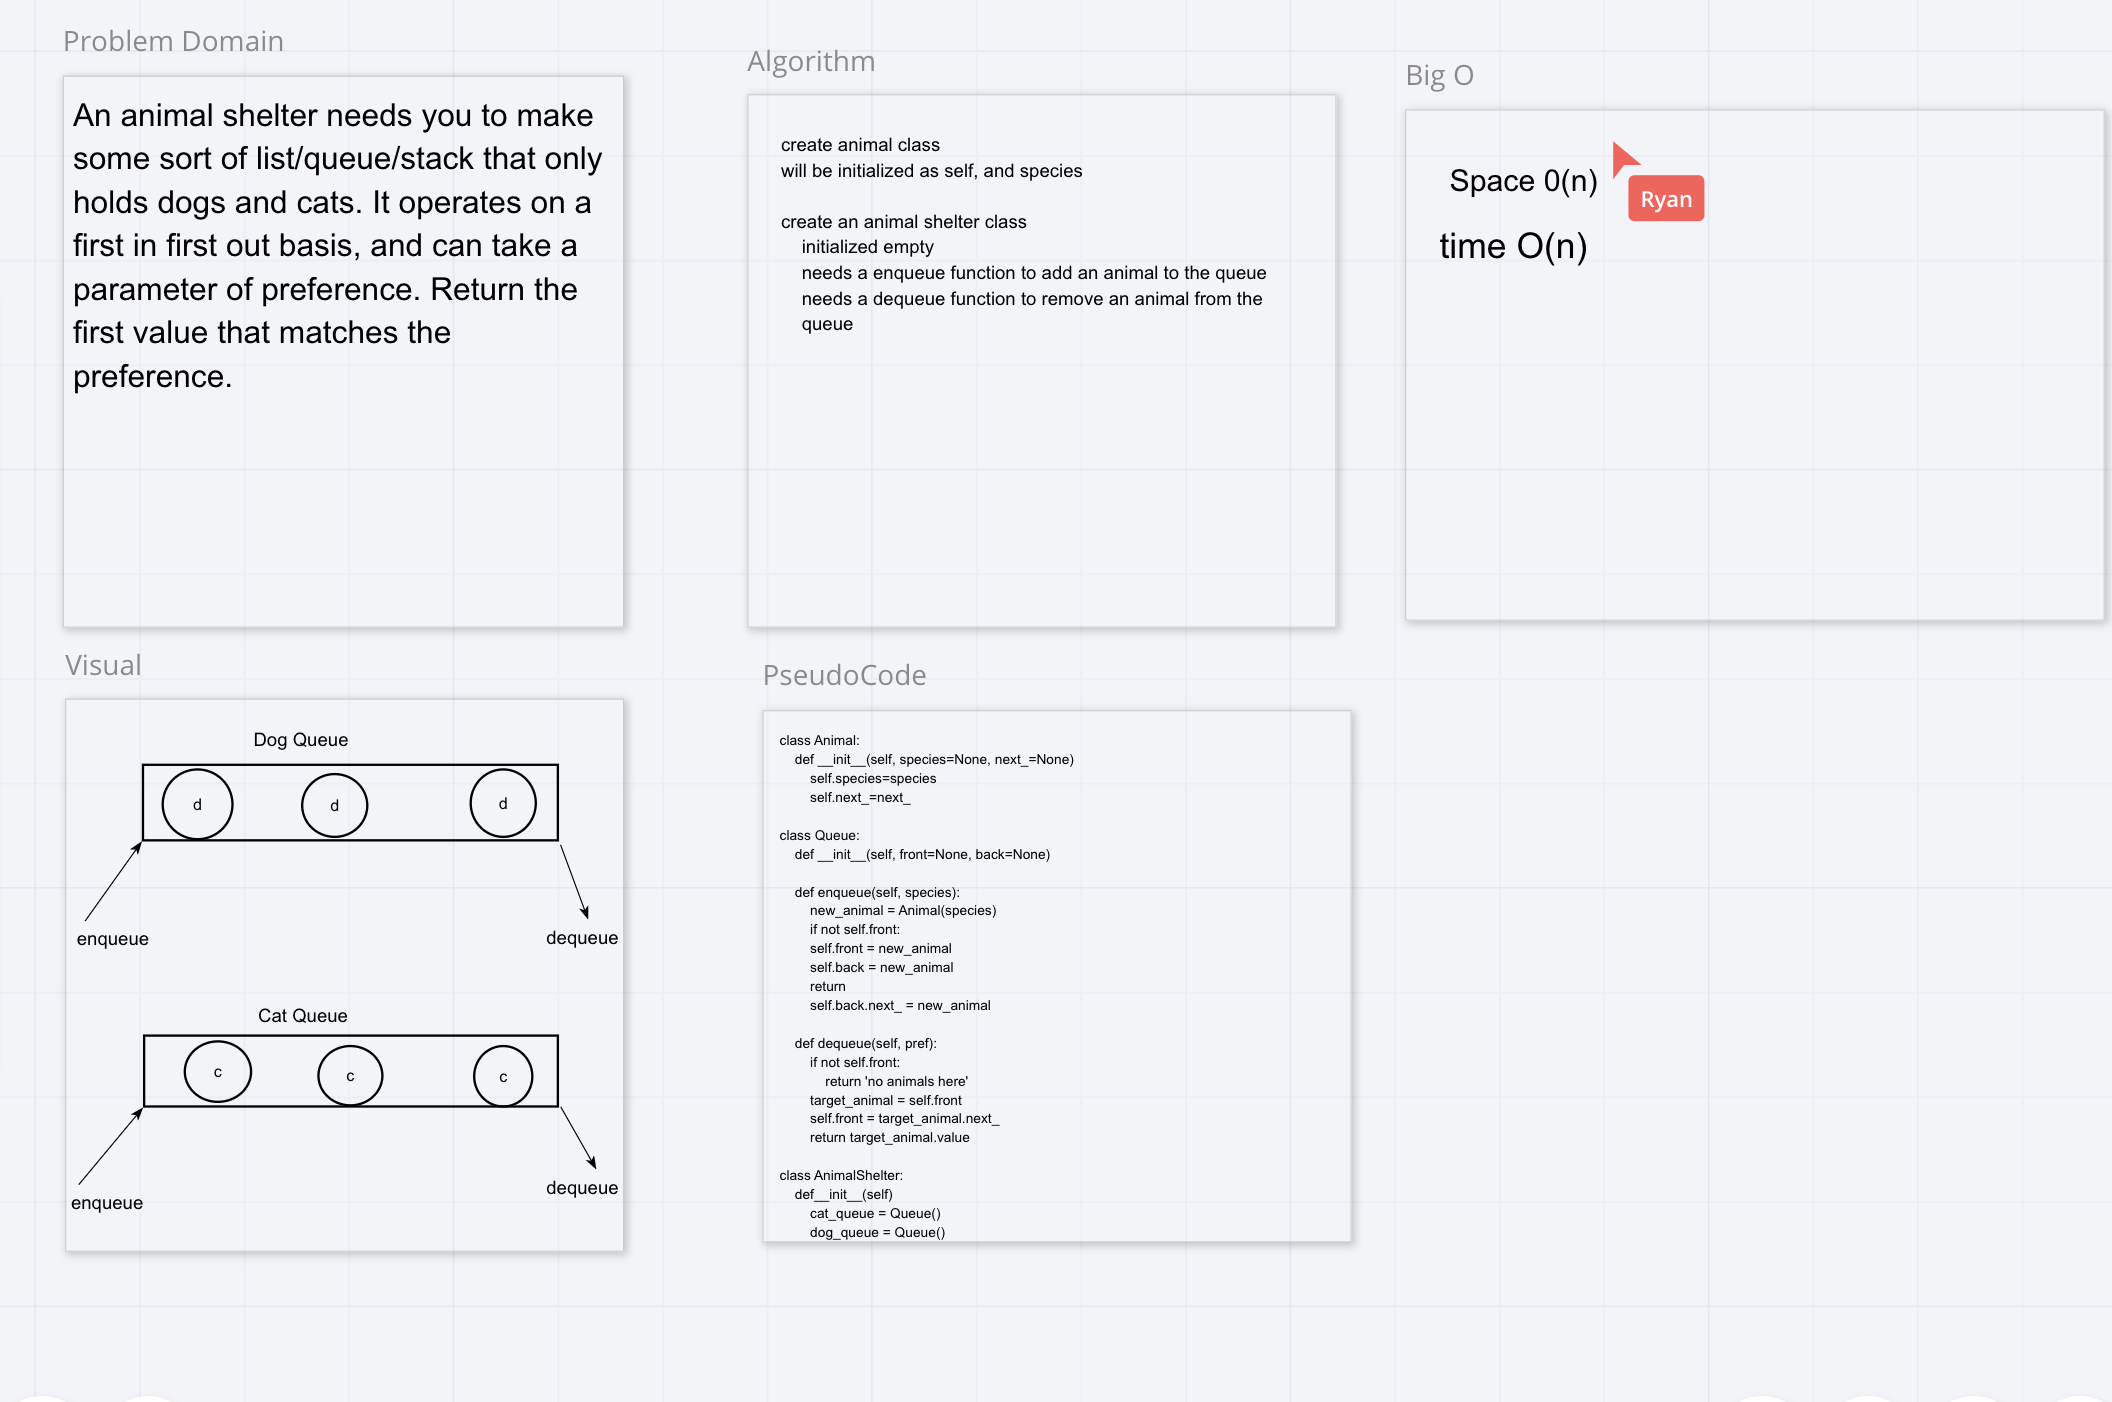 Problem Domain
An animal shelter needs you to make
some sort of list/queue/stack that only
holds dogs and cats. It operates on a
first in first out basis, and can take a
parameter of preference. Return the
first value that matches the
preference.
Algorithm
create animal class
will be initialized as self, and species
create an animal shelter class
initialized empty
needs a enqueue function to add an animal to the queue
needs a dequeue function to remove an animal from the
queue
Big O
Space 0(n)
Ryan
time O(n)
Visual
Dog Queue
d d d
enqueue dequeue
Cat Queue
c c c
enqueue dequeue
PseudoCode
class Animal:
def __init__(self, species=None, next_=None)
self.species=species
self.next_=next_
class Queue:
def __init__(self, front=None, back=None)
def enqueue(self, species):
new_animal = Animal(species)
if not self.front:
self.front = new_animal
self.back = new_animal
return
self.back.next_ = new_animal
def dequeue(self, pref):
if not self.front:
return 'no animals here'
target_animal = self.front
self.front = target_animal.next_
return target_animal.value
class AnimalShelter:
def__init__(self)
cat_queue = Queue()
dog_queue = Queue()